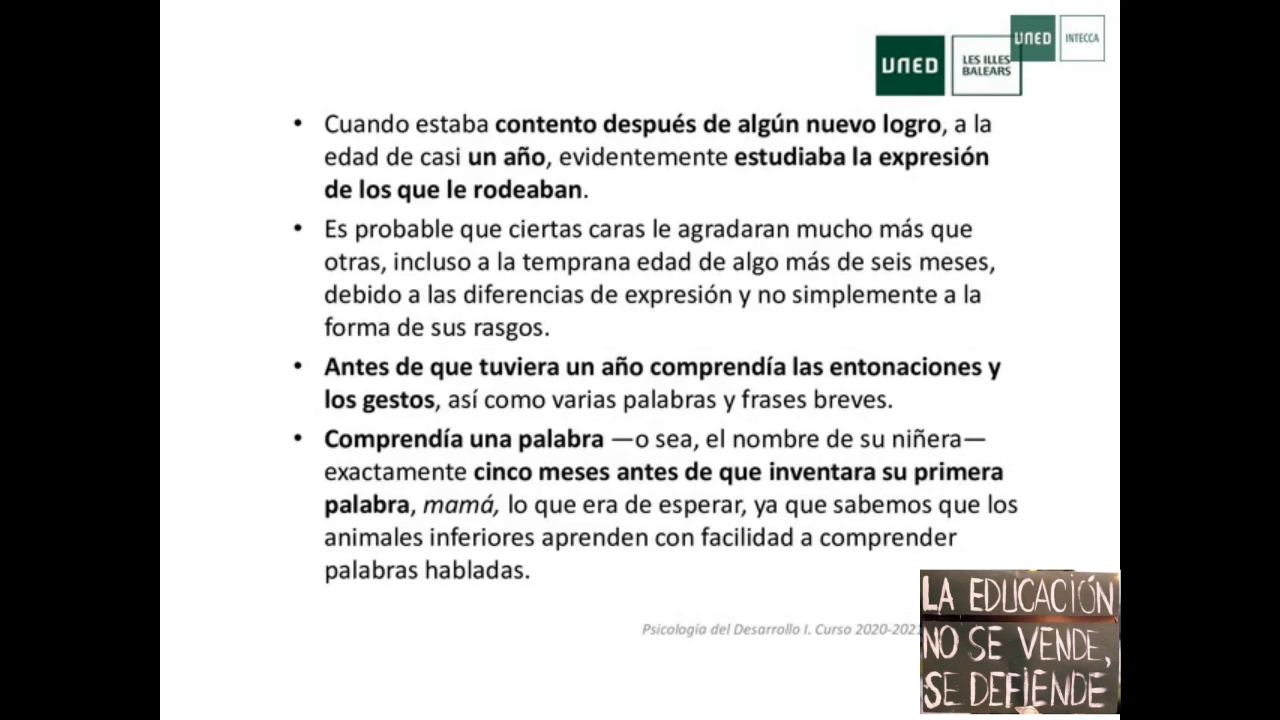 UNED
INTECCA
UNED
LES ILLES
BALEARS
• Cuando estaba contento después de algún nuevo logro, a la
edad de casi un año, evidentemente estudiaba la expresión
de los que le rodeaban.
• Es probable que ciertas caras le agradaran mucho más que
otras, incluso a la temprana edad de algo más de seis meses,
debido a las diferencias de expresión y no simplemente a la
forma de sus rasgos.
• Antes de que tuviera un año comprendía las entonaciones y
los gestos, así como varias palabras y frases breves.
• Comprendía una palabra —o sea, el nombre de su niñera—
exactamente cinco meses antes de que inventara su primera
palabra, mamá, lo que era de esperar, ya que sabemos que los
animales inferiores aprenden con facilidad a comprender
palabras habladas.
Psicología del Desarrollo I. Curso 2020-2021
LA EDUCACIÓN
NO SE VENDE,
SE DEFIENDE